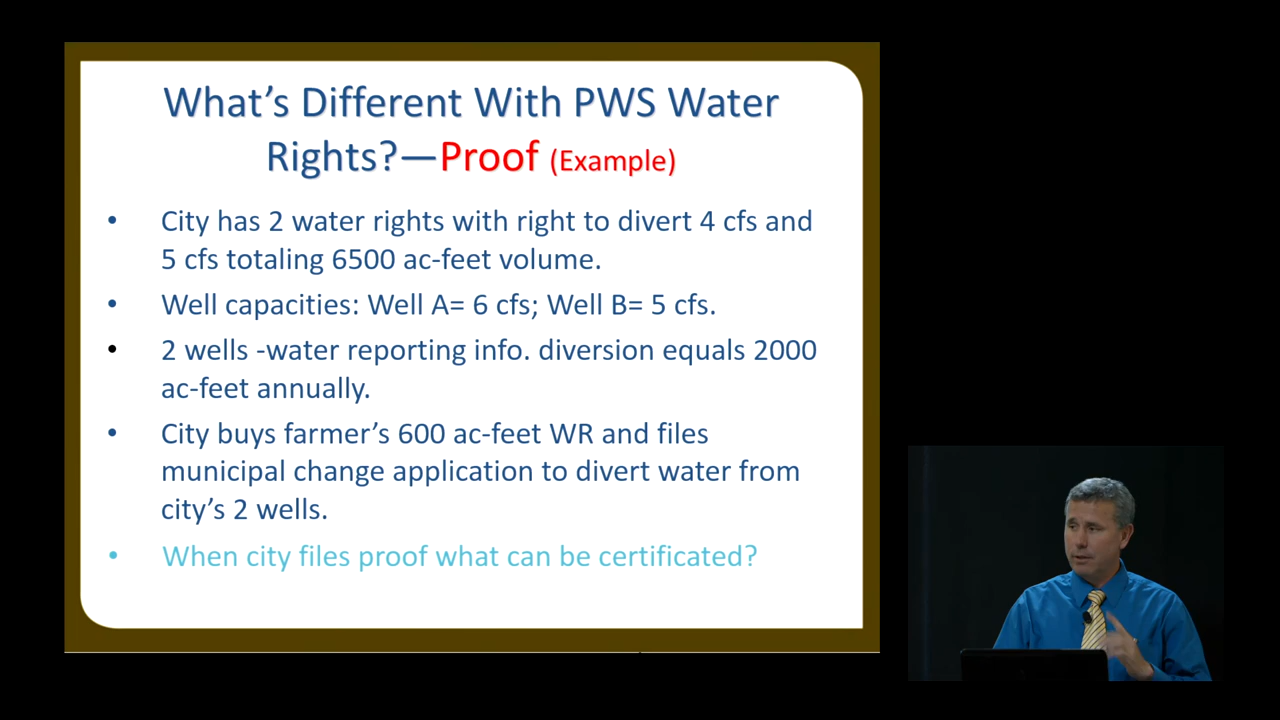 What's Different With PWS Water
Rights?—Proof (Example)
• City has 2 water rights with right to divert 4 cfs and
5 cfs totaling 6500 ac-feet volume.
• Well capacities: Well A= 6 cfs; Well B= 5 cfs.
• 2 wells -water reporting info. diversion equals 2000
ac-feet annually.
• City buys farmer's 600 ac-feet WR and files
municipal change application to divert water from
city's 2 wells.
• When city files proof what can be certificated?